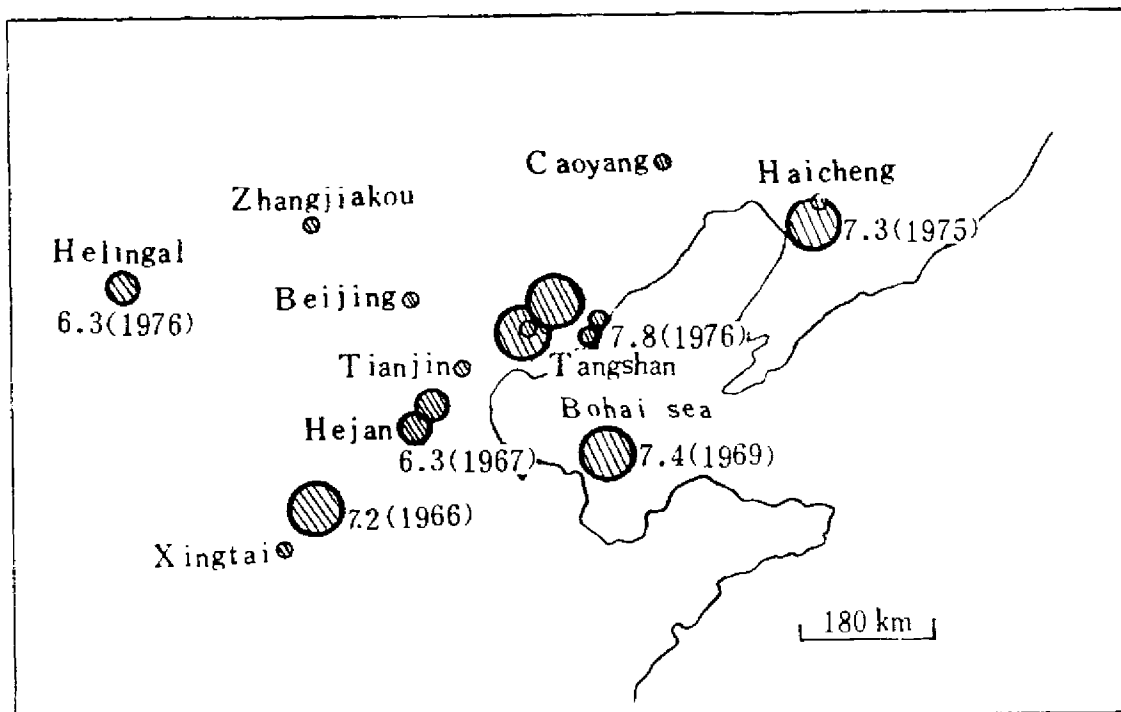 Caoyang
Haicheng
Zhangjiakou
7.3(1975)
Helingal
Beijing
6.3(1976)
7.8(1976)
Tianjin
Tangshan
Bohai sea
Hejan
6.3(1967)
7.4(1969)
7.2(1966)
Xingtai
180 km